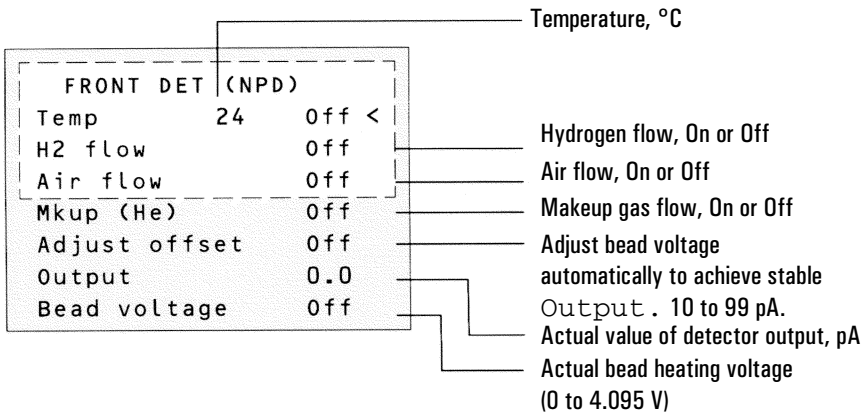 Temperature, °C
FRONT DET (NPD)
Temp 24 Off <
H2 flow Off
Air flow Off
Mkup (He) Off
Adjust offset Off
Output 0.0
Bead voltage Off
Hydrogen flow, On or Off
Air flow, On or Off
Makeup gas flow, On or Off
Adjust bead voltage
automatically to achieve stable
Output. 10 to 99 pA.
Actual value of detector output, pA
Actual bead heating voltage
(0 to 4.095 V)